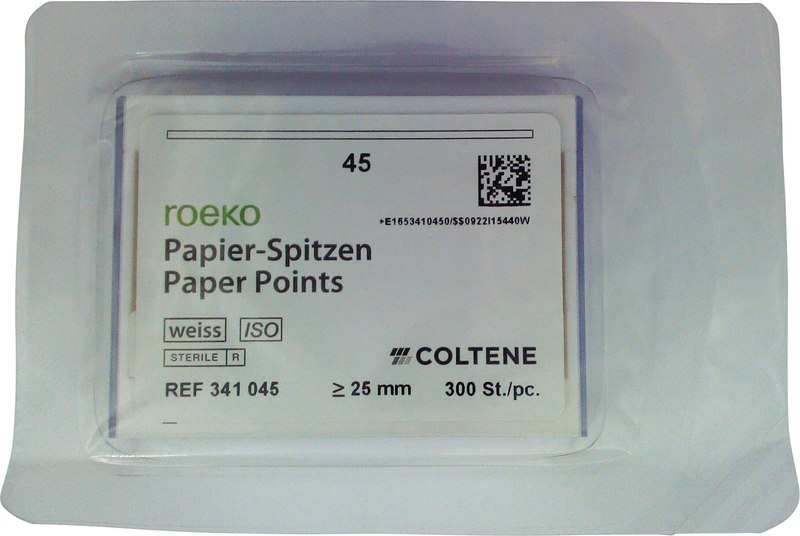 45
roeko
+E1653410450/$$0922I15440W
Papier-Spitzen
Paper Points
weiss ISO
STERILE R
COLTENE
REF 341 045 ≥ 25 mm 300 St./pc.